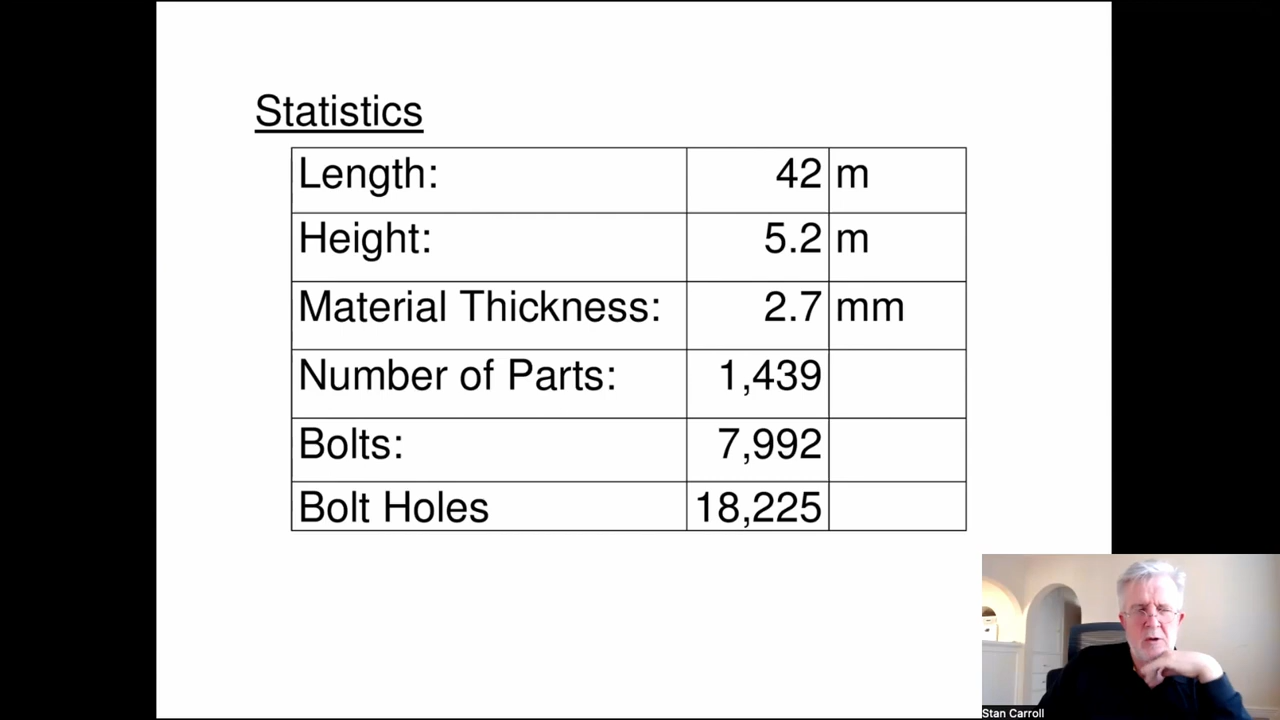 Statistics
Length: 42 m
Height: 5.2 m
Material Thickness: 2.7 mm
Number of Parts: 1,439
Bolts: 7,992
Bolt Holes 18,225
Stan Carroll